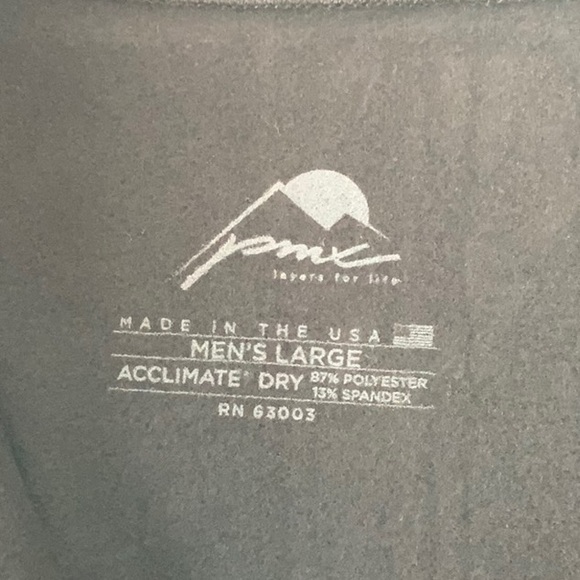 pmx
layers for life
MADE IN THE USA
MEN'S LARGE
ACCLIMATE® DRY 87% POLYESTER
13% SPANDEX
RN 63003